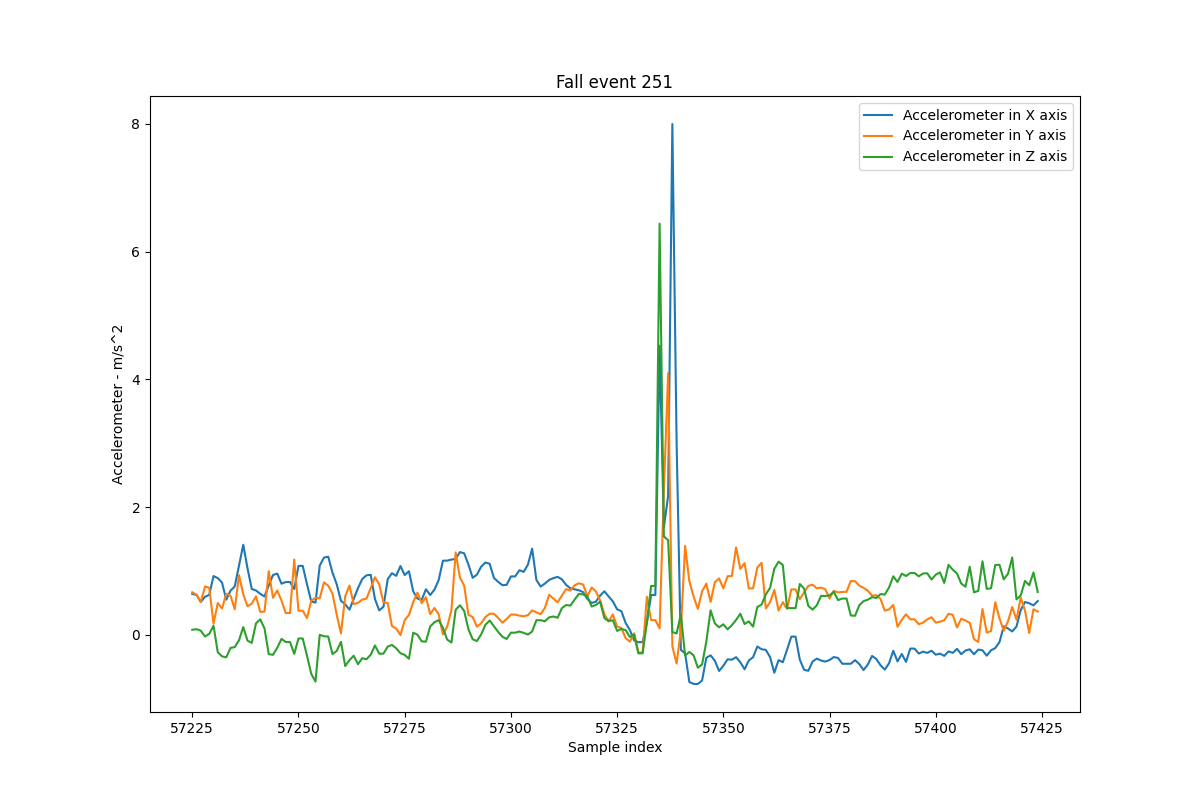 Fall event 251
Accelerometer in X axis
Accelerometer in Y axis
Accelerometer in Z axis
8
6
4
2
0
Accelerometer - m/s^2
57225 57250 57275 57300 57325 57350 57375 57400 57425
Sample index